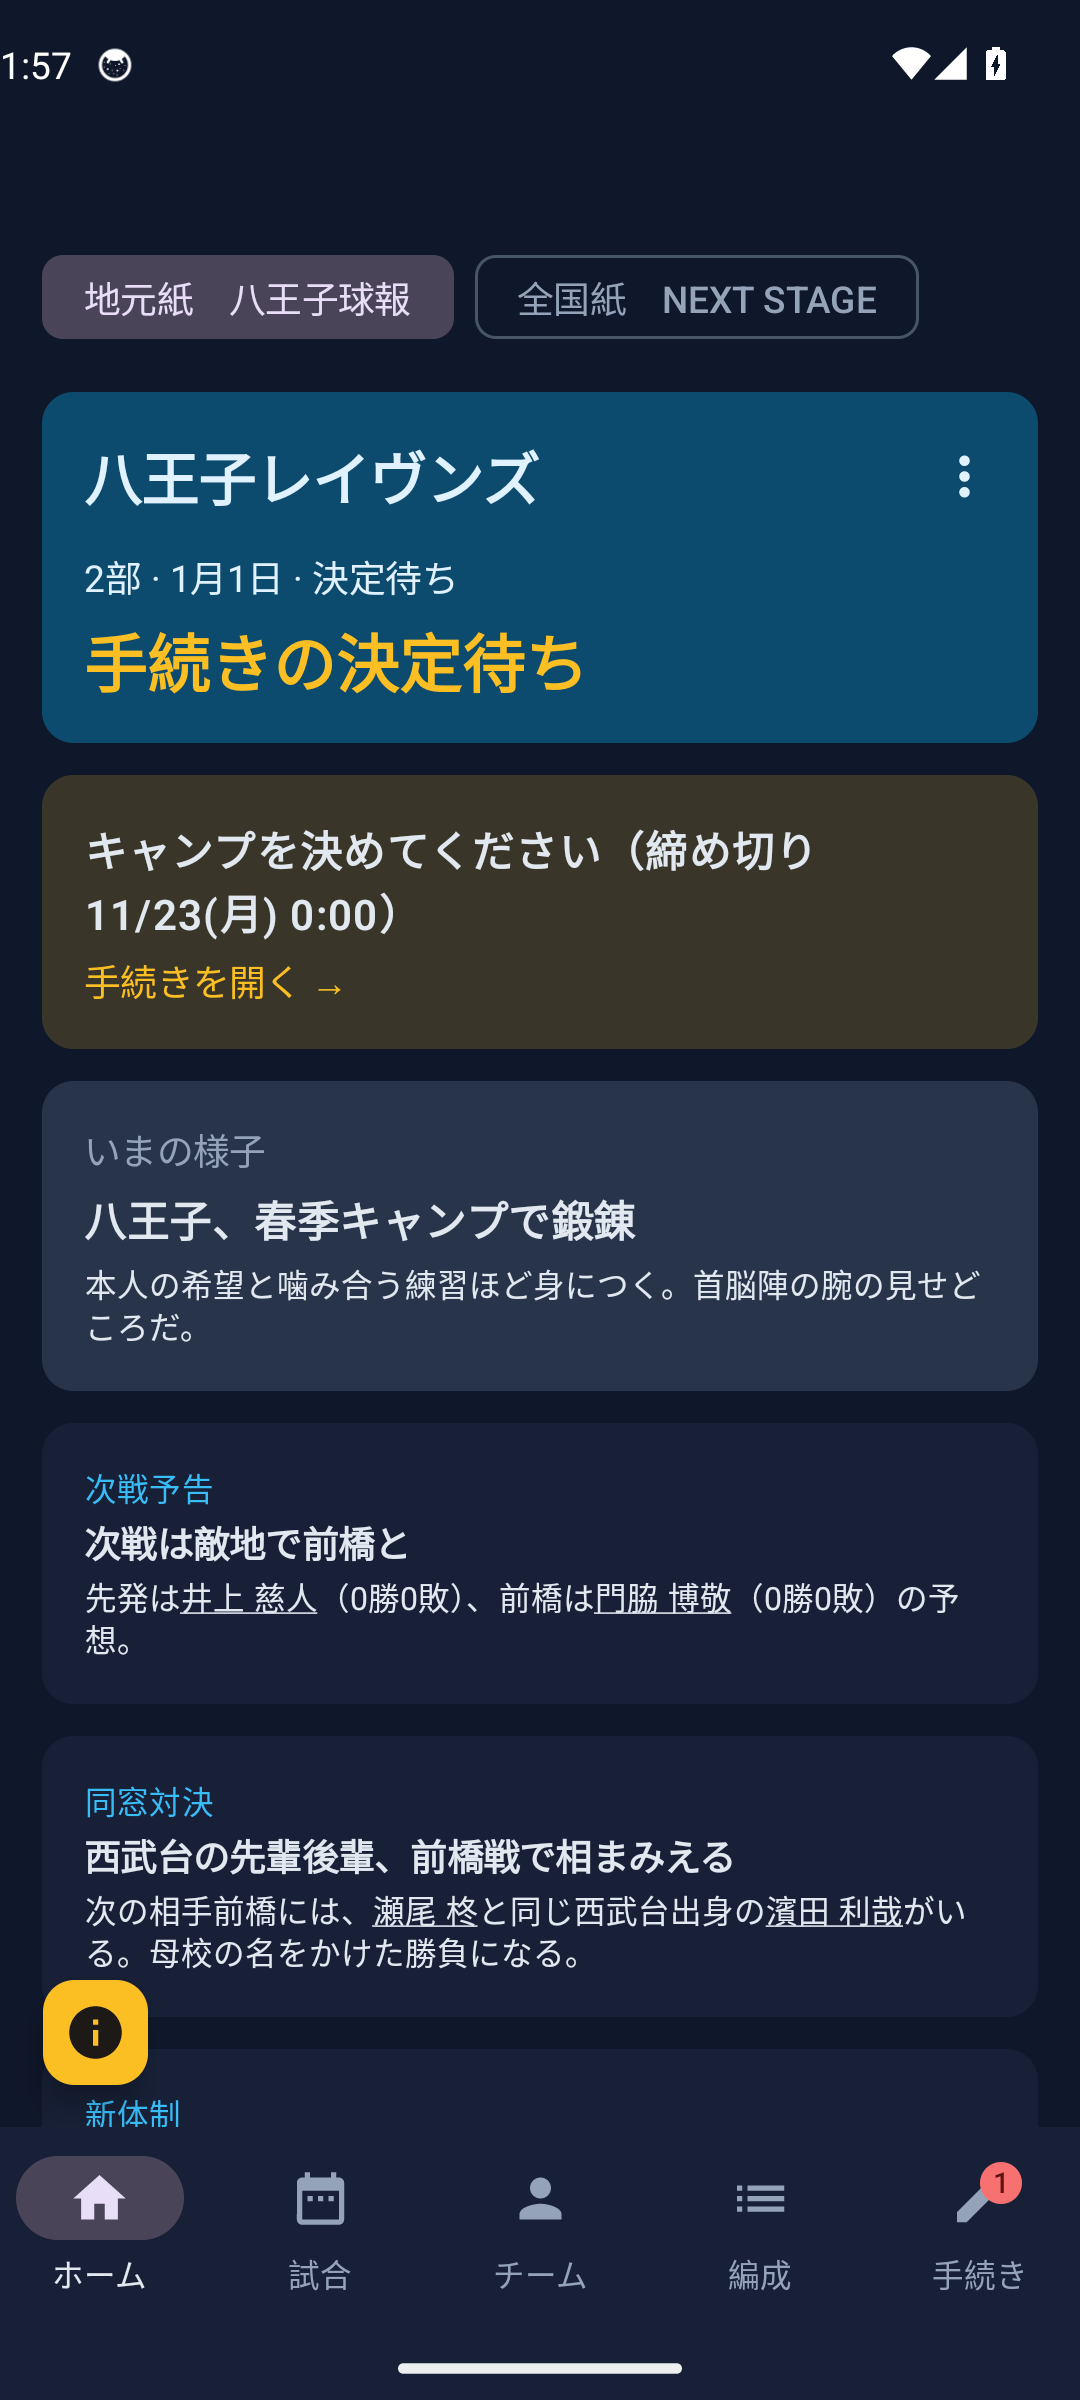 1:57
地元紙　八王子球報
全国紙　NEXT STAGE
八王子レイヴンズ
2部 · 1月1日 · 決定待ち
手続きの決定待ち
キャンプを決めてください（締め切り
11/23(月) 0:00）
手続きを開く →
いまの様子
八王子、春季キャンプで鍛錬
本人の希望と噛み合う練習ほど身につく。首脳陣の腕の見せど
ころだ。
次戦予告
次戦は敵地で前橋と
先発は井上 慈人（0勝0敗）、前橋は門脇 博敬（0勝0敗）の予
想。
同窓対決
西武台の先輩後輩、前橋戦で相まみえる
次の相手前橋には、瀬尾 柊と同じ西武台出身の濱田 利哉がい
る。母校の名をかけた勝負になる。
新体制
1
ホーム
試合
チーム
編成
手続き